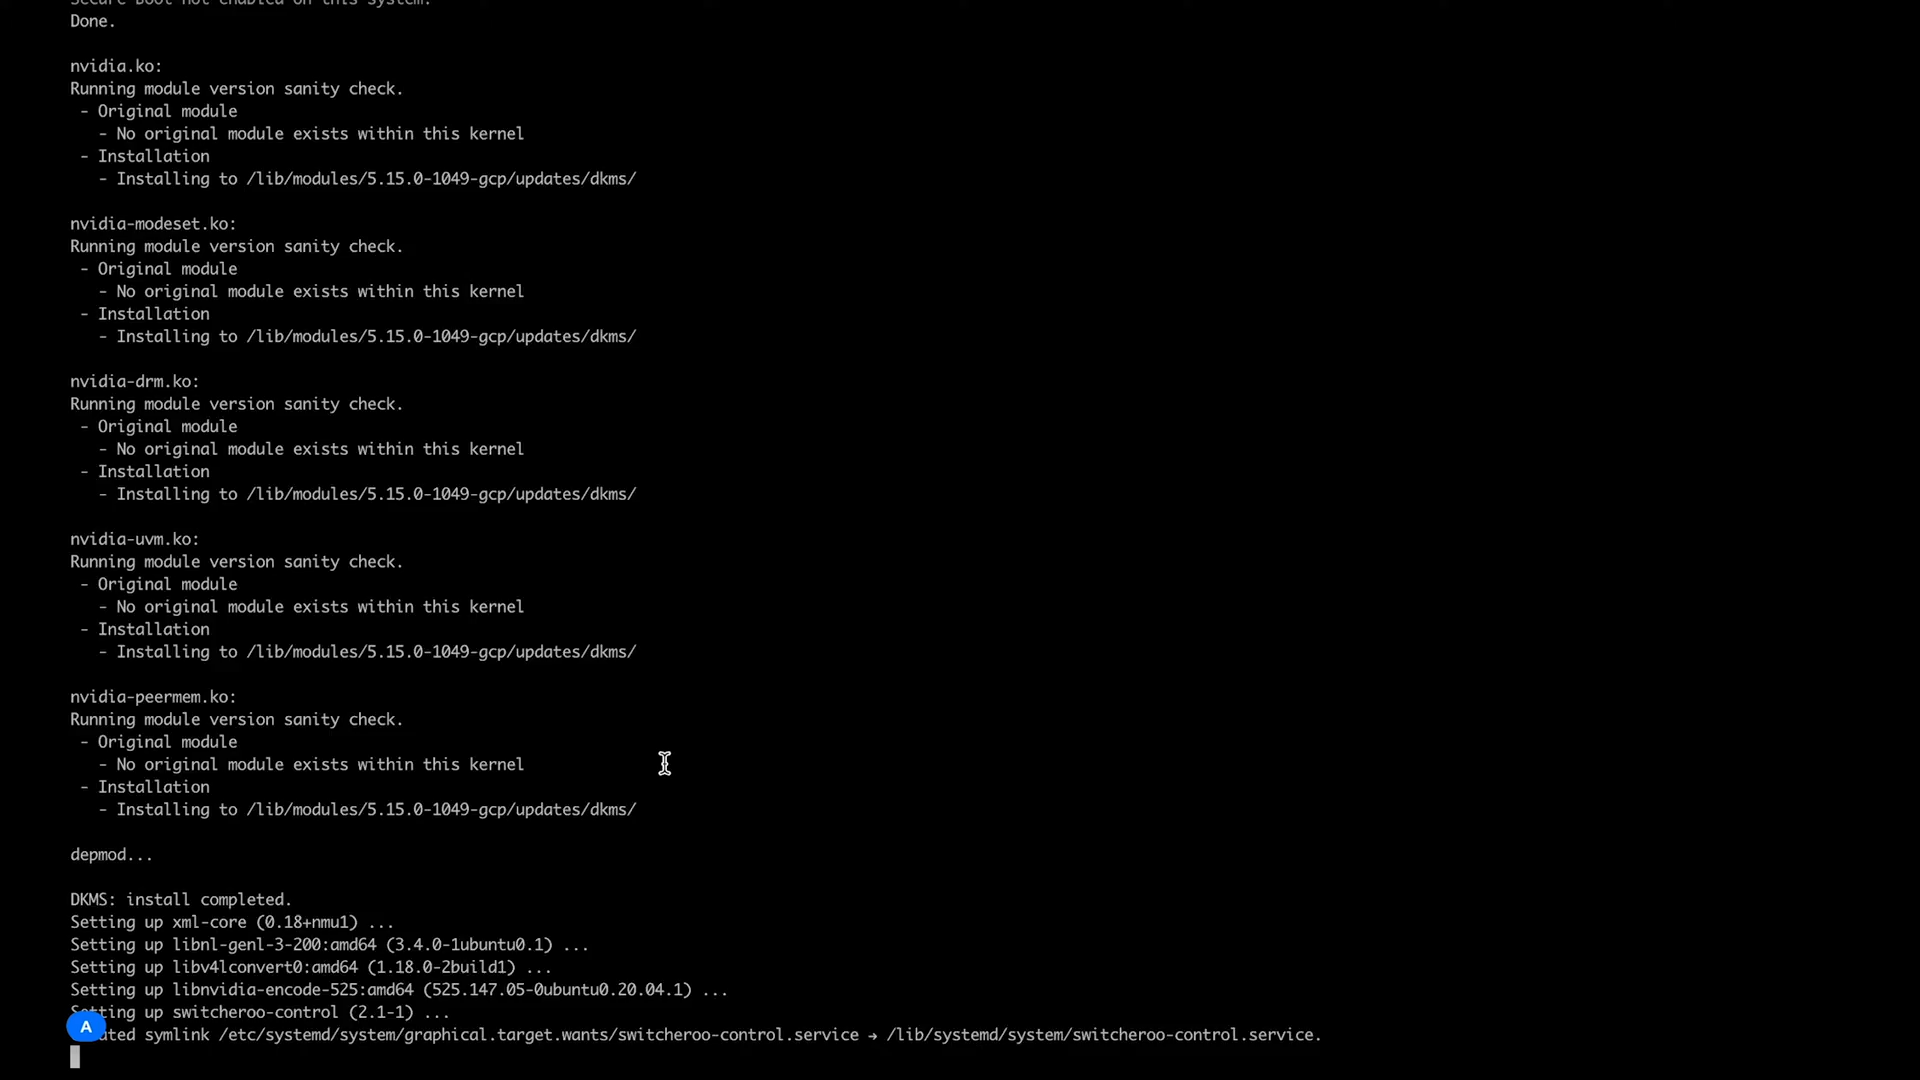 Secure Boot not enabled on this system.
Done.
nvidia.ko:
Running module version sanity check.
- Original module
- No original module exists within this kernel
- Installation
- Installing to /lib/modules/5.15.0-1049-gcp/updates/dkms/
nvidia-modeset.ko:
Running module version sanity check.
- Original module
- No original module exists within this kernel
- Installation
- Installing to /lib/modules/5.15.0-1049-gcp/updates/dkms/
nvidia-drm.ko:
Running module version sanity check.
- Original module
- No original module exists within this kernel
- Installation
- Installing to /lib/modules/5.15.0-1049-gcp/updates/dkms/
nvidia-uvm.ko:
Running module version sanity check.
- Original module
- No original module exists within this kernel
- Installation
- Installing to /lib/modules/5.15.0-1049-gcp/updates/dkms/
nvidia-peermem.ko:
Running module version sanity check.
- Original module
- No original module exists within this kernel
- Installation
- Installing to /lib/modules/5.15.0-1049-gcp/updates/dkms/
depmod...
DKMS: install completed.
Setting up xml-core (0.18+nmu1) ...
Setting up libnl-genl-3-200:amd64 (3.4.0-1ubuntu0.1) ...
Setting up libv4lconvert0:amd64 (1.18.0-2build1) ...
Setting up libnvidia-encode-525:amd64 (525.147.05-0ubuntu0.20.04.1) ...
Setting up switcheroo-control (2.1-1) ...
A
symlink /etc/systemd/system/graphical.target.wants/switcheroo-control.service → /lib/systemd/system/switcheroo-control.service.